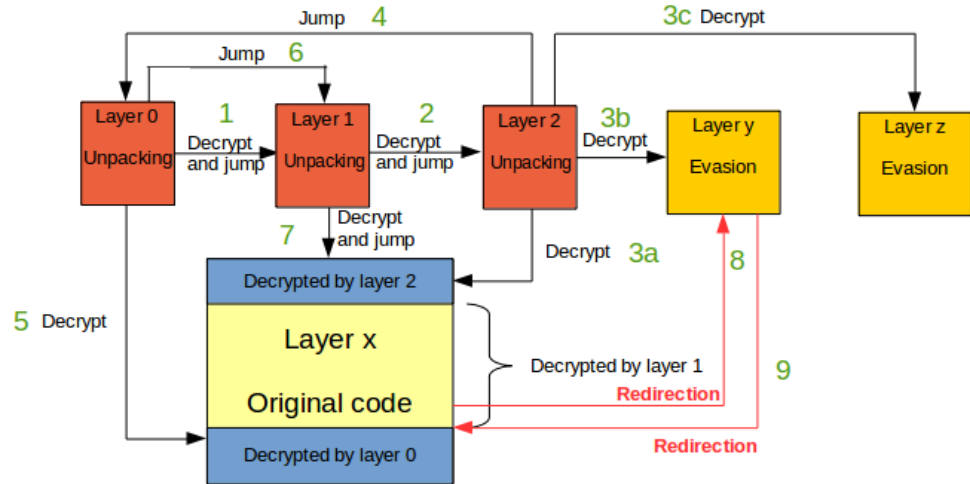 Jump 4
3c Decrypt
Jump 6
Layer 0
Unpacking
1
Decrypt
and jump
Layer 1
Unpacking
2
Decrypt
and jump
Layer 2
Unpacking
3b
Decrypt
Layer y
Evasion
Layer z
Evasion
7
Decrypt
and jump
Decrypt 3a
8
5 Decrypt
Decrypted by layer 2
Layer x
Original code
Decrypted by layer 0
Decrypted by layer 1
9
Redirection
Redirection